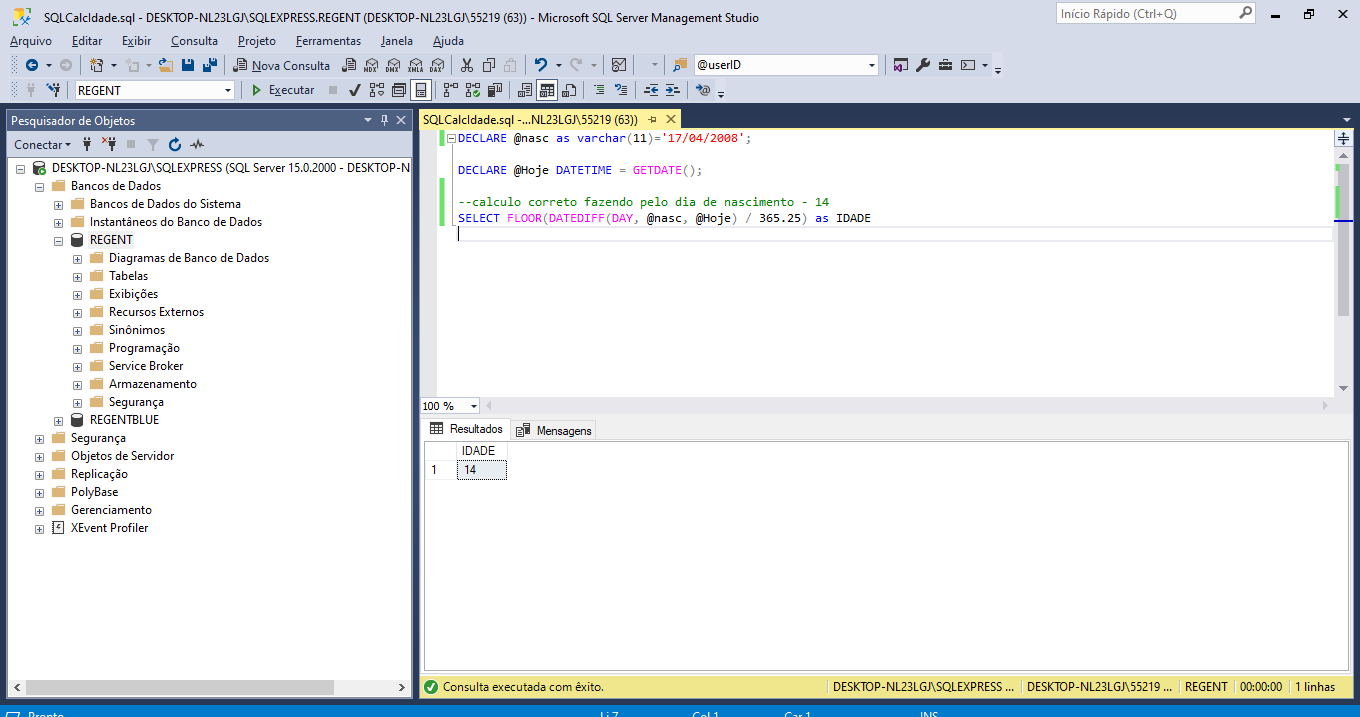 SQLCalcIdade.sql - DESKTOP-NL23LGJ\SQLEXPRESS.REGENT (DESKTOP-NL23LGJ\55219 (63)) - Microsoft SQL Server Management Studio
Início Rápido (Ctrl+Q)
Arquivo Editar Exibir Consulta Projeto Ferramentas Janela Ajuda
Nova Consulta MDX DMX XMLA DAX @userID
REGENT Executar
Pesquisador de Objetos
Conectar
DESKTOP-NL23LGJ\SQLEXPRESS (SQL Server 15.0.2000 - DESKTOP-N
Bancos de Dados
Bancos de Dados do Sistema
Instantâneos do Banco de Dados
REGENT
Diagramas de Banco de Dados
Tabelas
Exibições
Recursos Externos
Sinônimos
Programação
Service Broker
Armazenamento
Segurança
REGENTBLUE
Segurança
Objetos de Servidor
Replicação
PolyBase
Gerenciamento
XEvent Profiler
SQLCalcIdade.sql -...NL23LGJ\55219 (63))
DECLARE @nasc as varchar(11)='17/04/2008';
DECLARE @Hoje DATETIME = GETDATE();
--calculo correto fazendo pelo dia de nascimento - 14
SELECT FLOOR(DATEDIFF(DAY, @nasc, @Hoje) / 365.25) as IDADE
100 %
Resultados Mensagens
IDADE
1 14
Consulta executada com êxito. DESKTOP-NL23LGJ\SQLEXPRESS ... DESKTOP-NL23LGJ\55219 ... REGENT 00:00:00 1 linhas
Pronto Li 7 Col 1 Car 1 INS